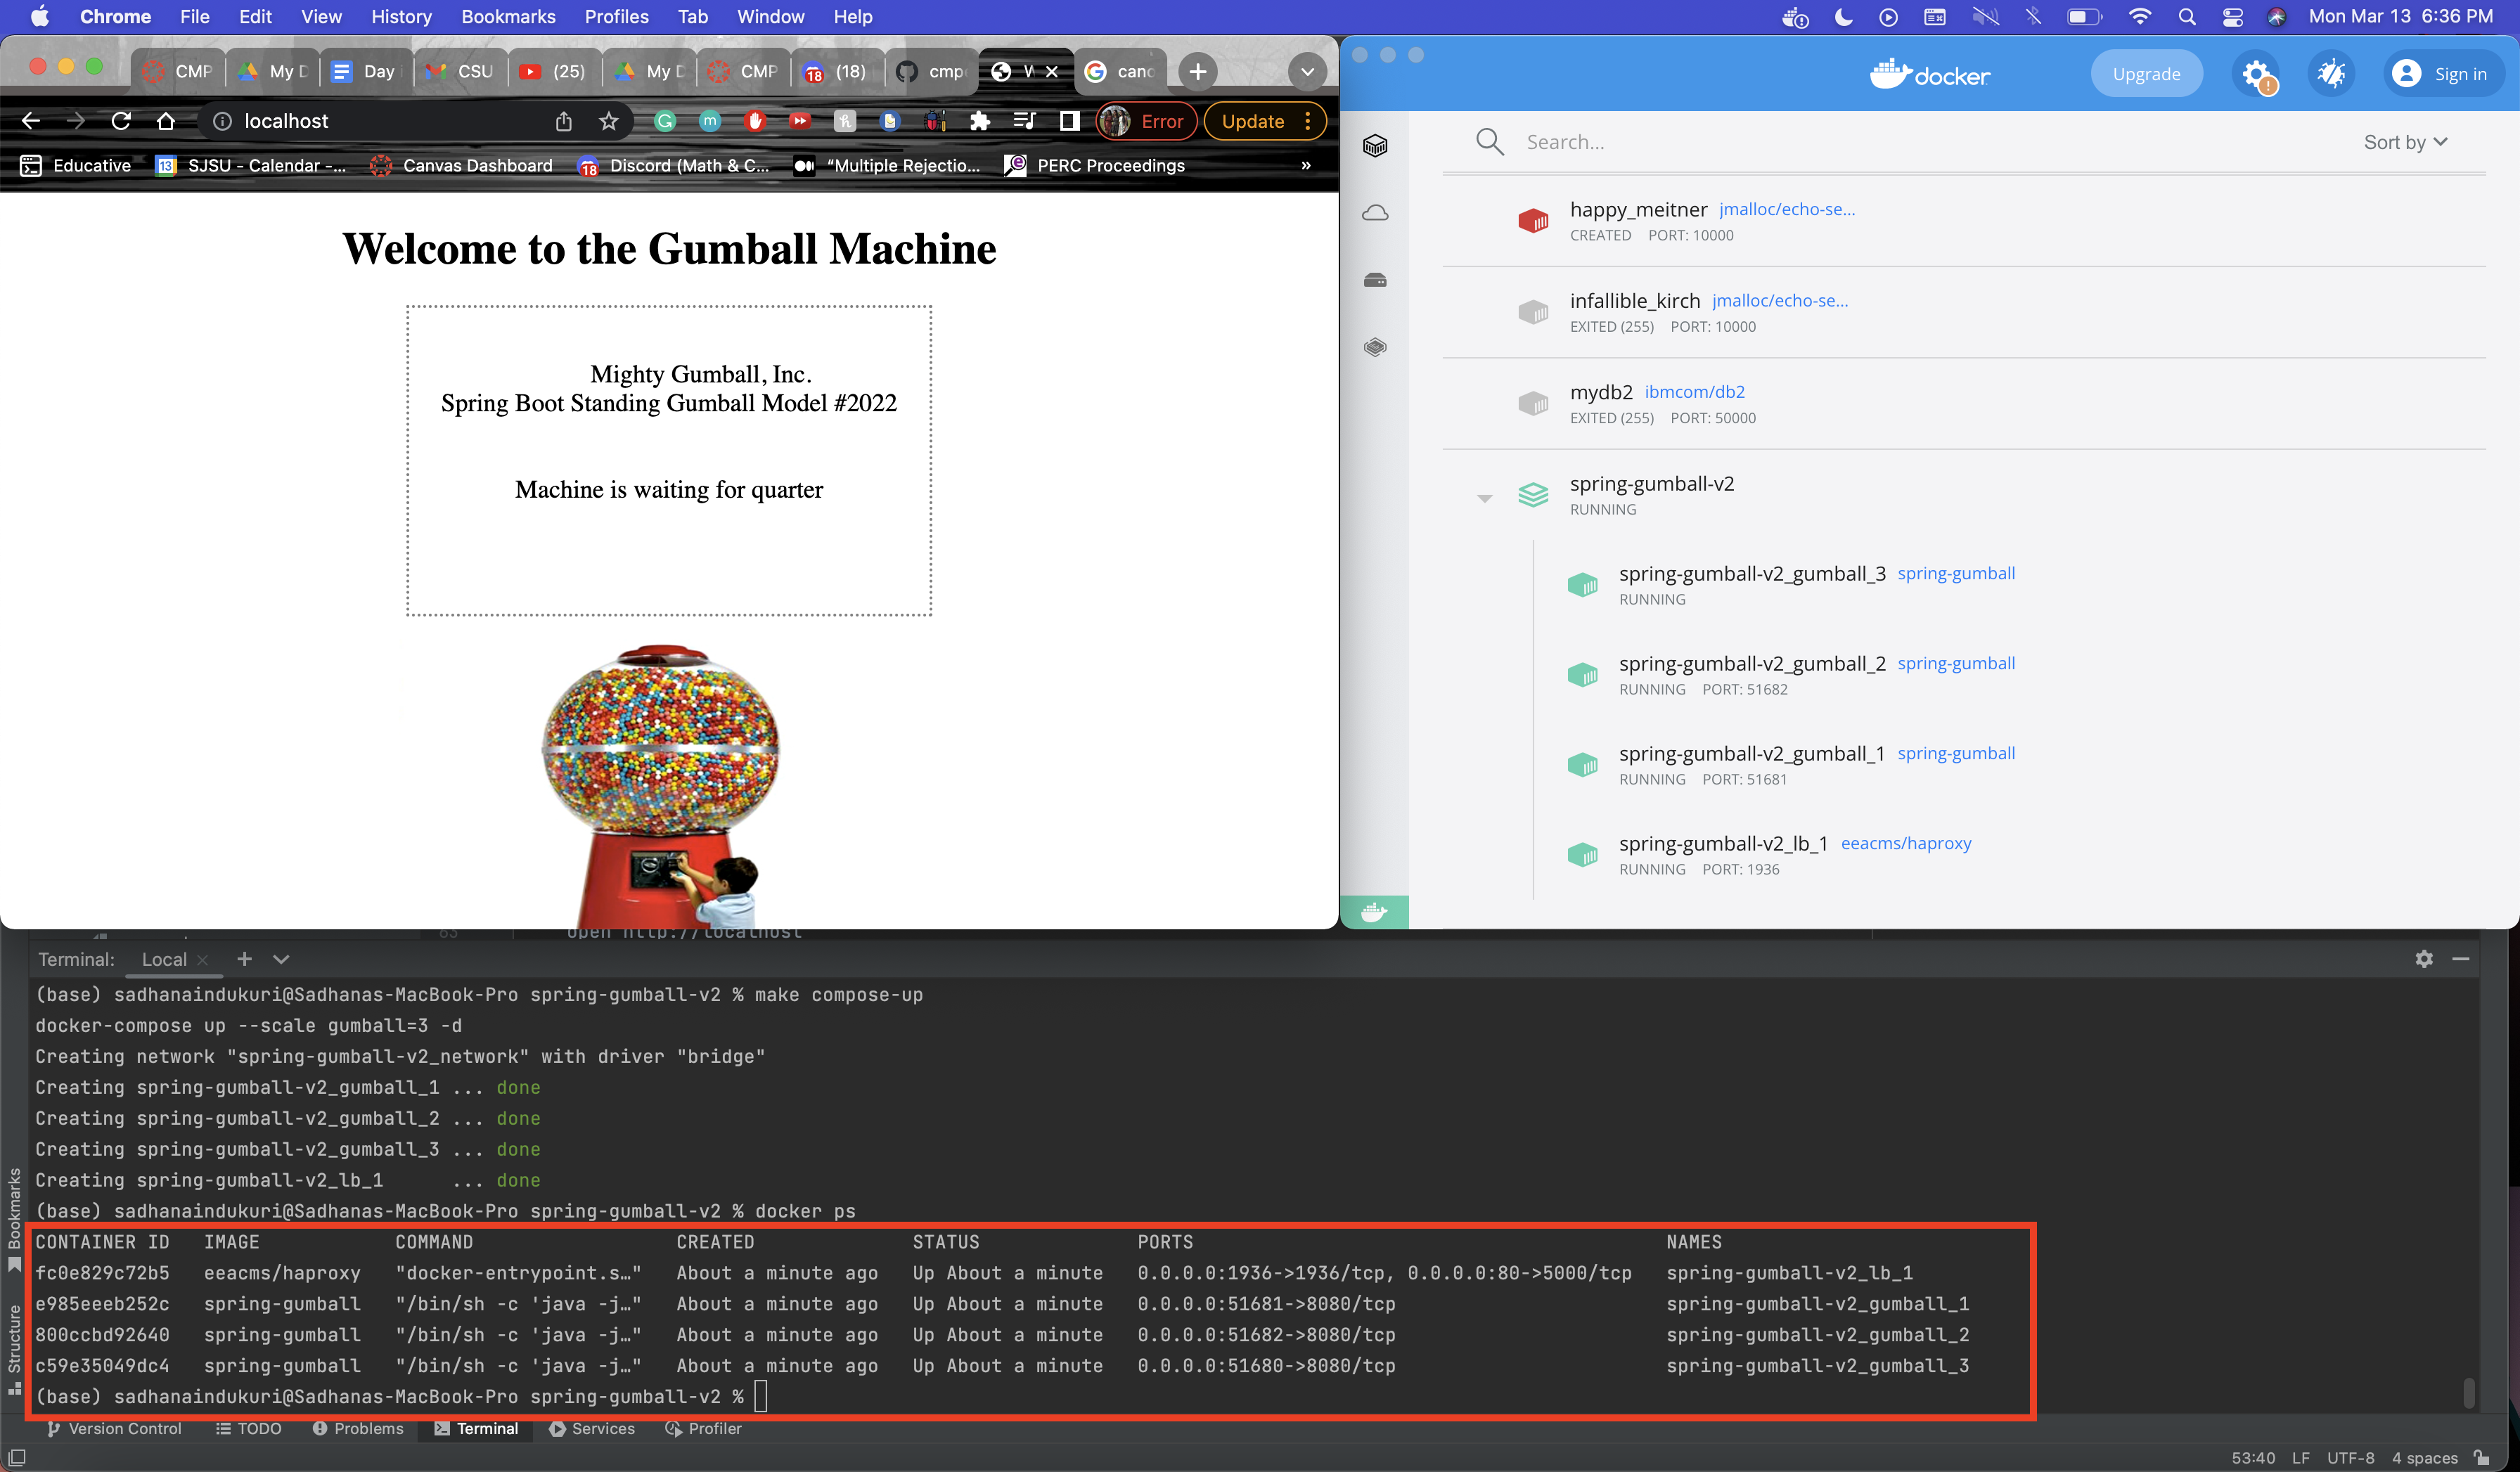 Chrome File Edit View History Bookmarks Profiles Tab Window Help
Mon Mar 13 6:36 PM
CMP
My D
Day
CSU
(25)
My D
CMP
18 (18)
cmp
W
canc
localhost
Error
Update
Educative
13 SJSU - Calendar -...
Canvas Dashboard
18 Discord (Math & C...
“Multiple Rejectio...
PERC Proceedings
»
Welcome to the Gumball Machine
Mighty Gumball, Inc.
Spring Boot Standing Gumball Model #2022
Machine is waiting for quarter
docker
Upgrade
Sign in
Search...
Sort by
happy_meitner jmalloc/echo-se...
CREATED PORT: 10000
infallible_kirch jmalloc/echo-se...
EXITED (255) PORT: 10000
mydb2 ibmcom/db2
EXITED (255) PORT: 50000
spring-gumball-v2
RUNNING
spring-gumball-v2_gumball_3 spring-gumball
RUNNING
spring-gumball-v2_gumball_2 spring-gumball
RUNNING PORT: 51682
spring-gumball-v2_gumball_1 spring-gumball
RUNNING PORT: 51681
spring-gumball-v2_lb_1 eeacms/haproxy
RUNNING PORT: 1936
open http://localhost
Terminal: Local
(base) sadhanaindukuri@Sadhanas-MacBook-Pro spring-gumball-v2 % make compose-up
docker-compose up --scale gumball=3 -d
Creating network "spring-gumball-v2_network" with driver "bridge"
Creating spring-gumball-v2_gumball_1 ... done
Creating spring-gumball-v2_gumball_2 ... done
Creating spring-gumball-v2_gumball_3 ... done
Creating spring-gumball-v2_lb_1 ... done
(base) sadhanaindukuri@Sadhanas-MacBook-Pro spring-gumball-v2 % docker ps
CONTAINER ID IMAGE COMMAND CREATED STATUS PORTS NAMES
fc0e829c72b5 eeacms/haproxy "docker-entrypoint.s…" About a minute ago Up About a minute 0.0.0.0:1936->1936/tcp, 0.0.0.0:80->5000/tcp spring-gumball-v2_lb_1
e985eeeb252c spring-gumball "/bin/sh -c 'java -j…" About a minute ago Up About a minute 0.0.0.0:51681->8080/tcp spring-gumball-v2_gumball_1
800ccbd92640 spring-gumball "/bin/sh -c 'java -j…" About a minute ago Up About a minute 0.0.0.0:51682->8080/tcp spring-gumball-v2_gumball_2
c59e35049dc4 spring-gumball "/bin/sh -c 'java -j…" About a minute ago Up About a minute 0.0.0.0:51680->8080/tcp spring-gumball-v2_gumball_3
(base) sadhanaindukuri@Sadhanas-MacBook-Pro spring-gumball-v2 %
Bookmarks
Structure
Version Control TODO Problems Terminal Services Profiler
53:40 LF UTF-8 4 spaces